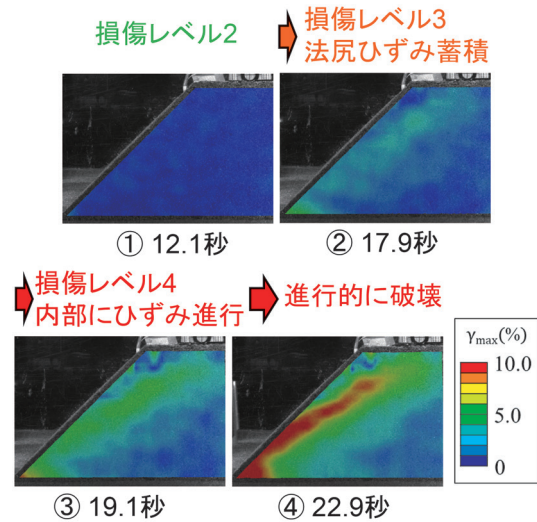 損傷レベル2
損傷レベル3
法尻ひずみ蓄積
① 12.1秒
② 17.9秒
損傷レベル4
内部にひずみ進行
進行的に破壊
③ 19.1秒
④ 22.9秒
γmax(%)
10.0
5.0
0